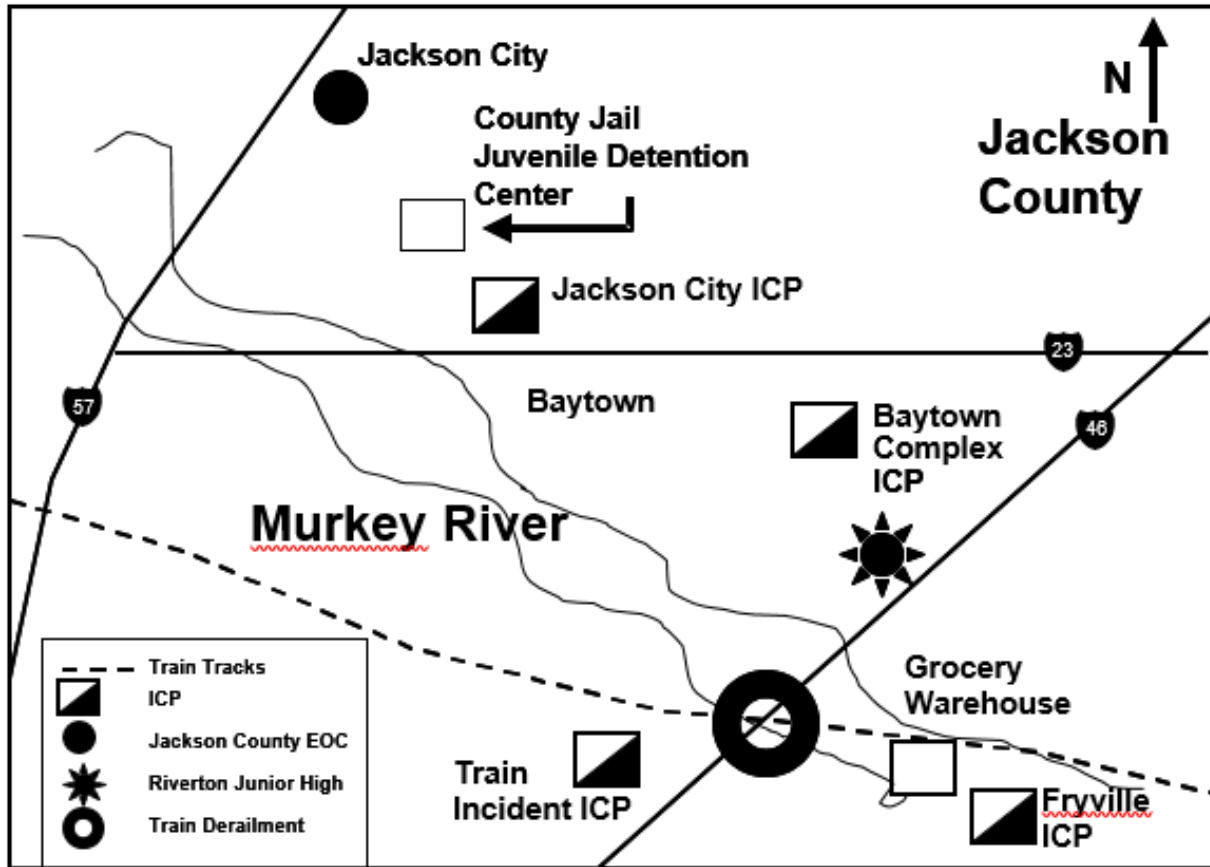 Jackson City
N
County Jail
Juvenile Detention
Center
Jackson
County
Jackson City ICP
23
57
Baytown
Baytown
Complex
ICP
46
Murkey River
Grocery
Warehouse
Train
Incident ICP
Fryville
ICP
Train Tracks
ICP
Jackson County EOC
Riverton Junior High
Train Derailment